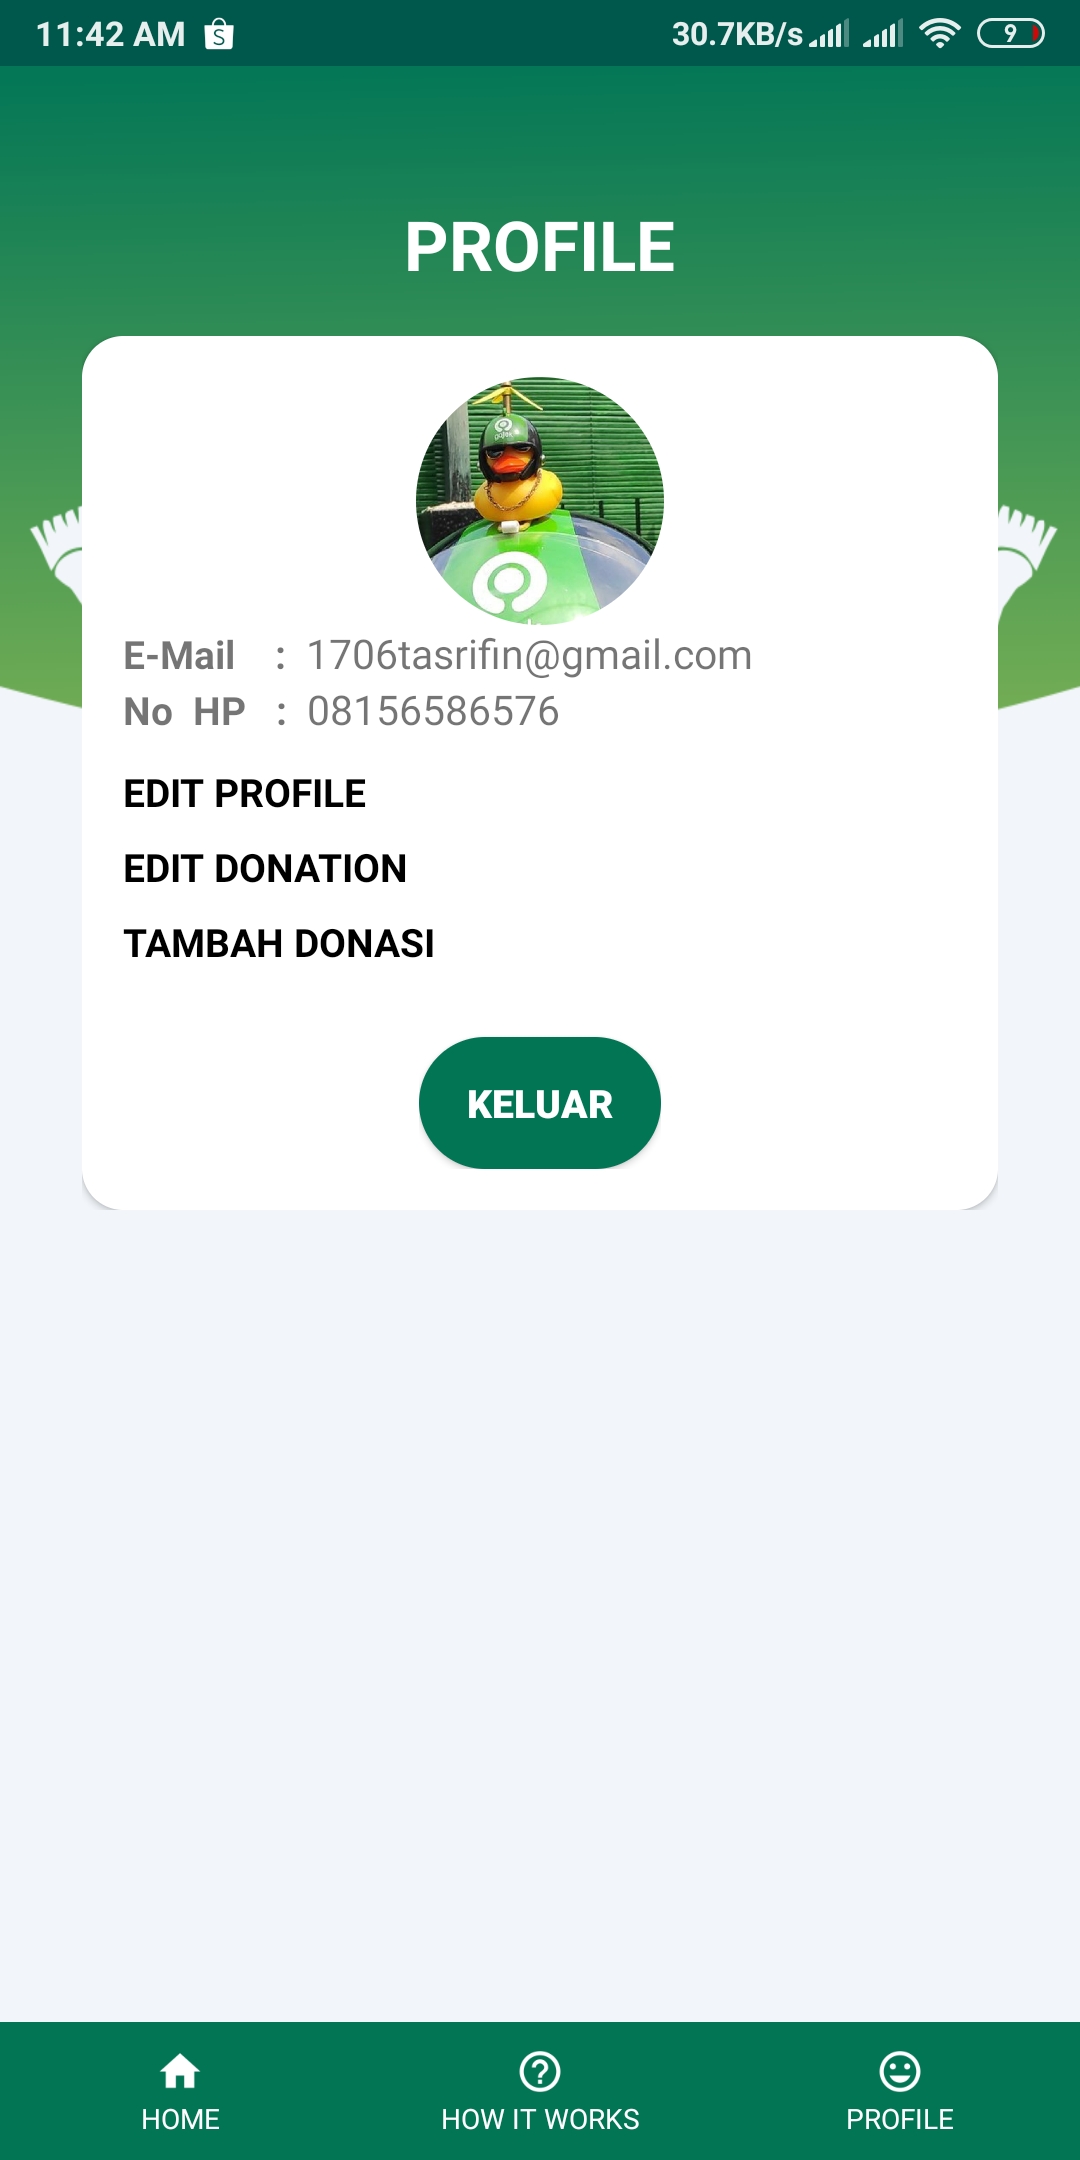 11:42 AM 30.7KB/s 9
PROFILE
E-Mail : 1706tasrifin@gmail.com
No HP : 08156586576
EDIT PROFILE
EDIT DONATION
TAMBAH DONASI
KELUAR
HOME HOW IT WORKS PROFILE